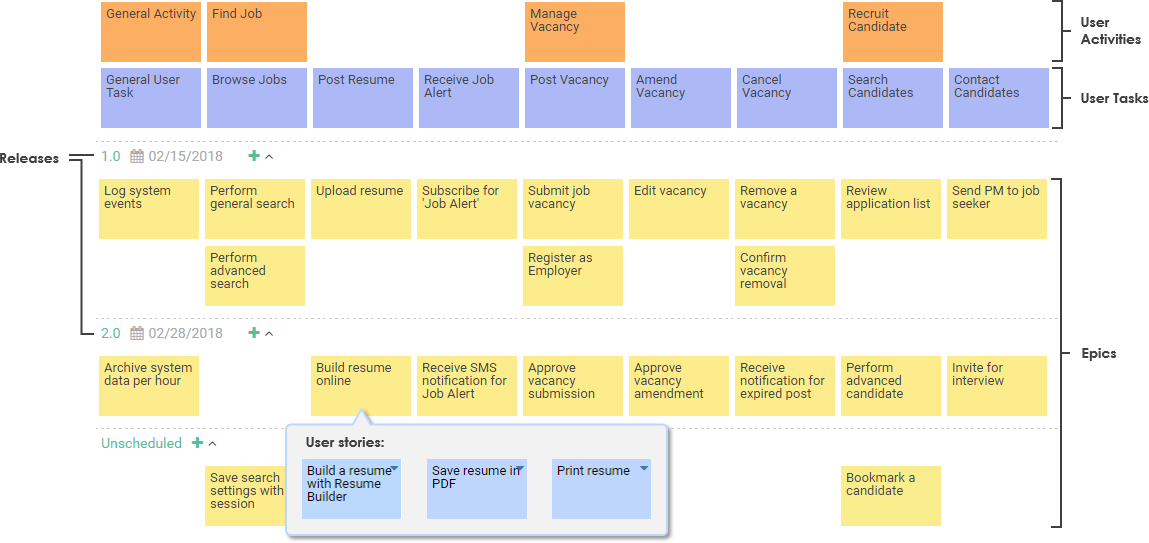 General Activity
Find Job
Manage
Vacancy
Recruit
Candidate
User
Activities
General User
Task
Browse Jobs
Post Resume
Receive Job
Alert
Post Vacancy
Amend
Vacancy
Cancel
Vacancy
Search
Candidates
Contact
Candidates
User Tasks
Releases
1.0 02/15/2018
Log system
events
Perform
general search
Upload resume
Subscribe for
'Job Alert'
Submit job
vacancy
Edit vacancy
Remove a
vacancy
Review
application list
Send PM to job
seeker
Perform
advanced
search
Register as
Employer
Confirm
vacancy
removal
2.0 02/28/2018
Epics
Archive system
data per hour
Build resume
online
Receive SMS
notification for
Job Alert
Approve
vacancy
submission
Approve
vacancy
amendment
Receive
notification for
expired post
Perform
advanced
candidate
Invite for
interview
Unscheduled
User stories:
Save search
settings with
session
Build a resume
with Resume
Builder
Save resume in
PDF
Print resume
Bookmark a
candidate